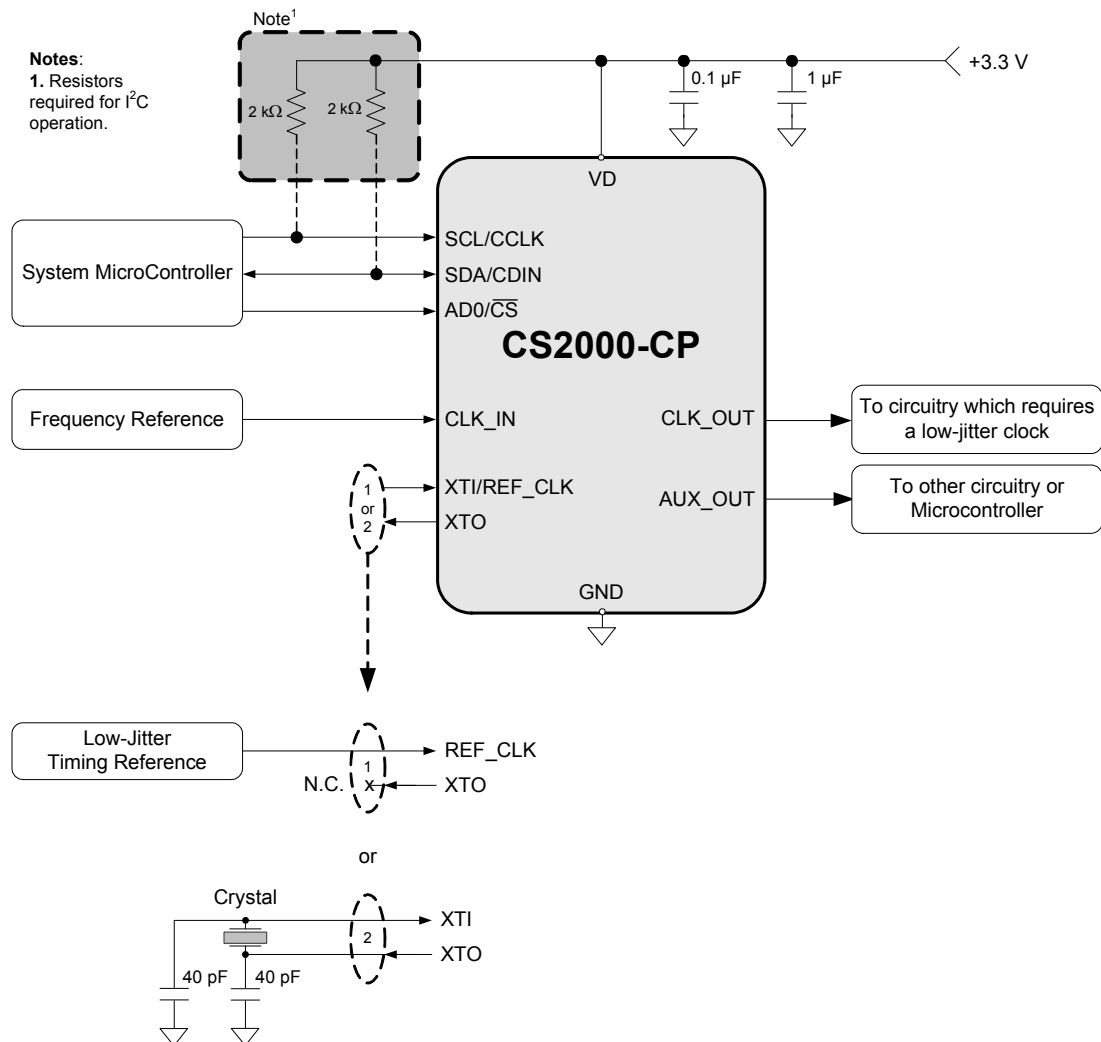 Note¹
Notes:
1. Resistors
required for I²C
operation.
+3.3 V
0.1 µF
1 µF
2 kΩ
2 kΩ
VD
System MicroController
SCL/CCLK
SDA/CDIN
AD0/C̅S̅
CS2000-CP
Frequency Reference
CLK_IN
CLK_OUT
To circuitry which requires
a low-jitter clock
1
or
2
XTI/REF_CLK
XTO
AUX_OUT
To other circuitry or
Microcontroller
GND
Low-Jitter
Timing Reference
1
REF_CLK
N.C.
x
XTO
or
Crystal
2
XTI
XTO
40 pF
40 pF